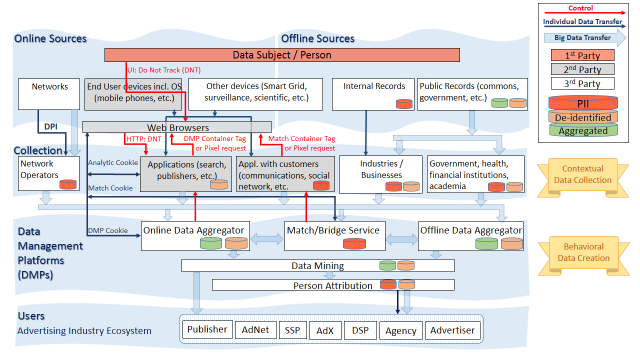 Online Sources
Offline Sources
Control
Individual Data Transfer
Big Data Transfer
Data Subject / Person
1st Party
2nd Party
3rd Party
UI: Do Not Track (DNT)
Networks
End User devices incl. OS
(mobile phones, etc.)
Other devices (Smart Grid,
surveillance, scientific, etc.)
Internal Records
Public Records (commons,
government, etc.)
PII
De-identified
Aggregated
DPI
Web Browsers
HTTP: DNT
DMP Container Tag
or Pixel request
Match Container Tag
or Pixel request
Collection
Network
Operators
Analytic Cookie
Match Cookie
Applications (search,
publishers, etc.)
Appl. with customers
(communications, social
network, etc.)
Industries /
Businesses
Government, health,
financial institutions,
academia
Contextual
Data Collection
Data
Management
Platforms
(DMPs)
DMP Cookie
Online Data Aggregator
Match/Bridge Service
Offline Data Aggregator
Behavioral
Data Creation
Data Mining
Person Attribution
Users
Advertising Industry Ecosystem
Publisher
AdNet
SSP
AdX
DSP
Agency
Advertiser